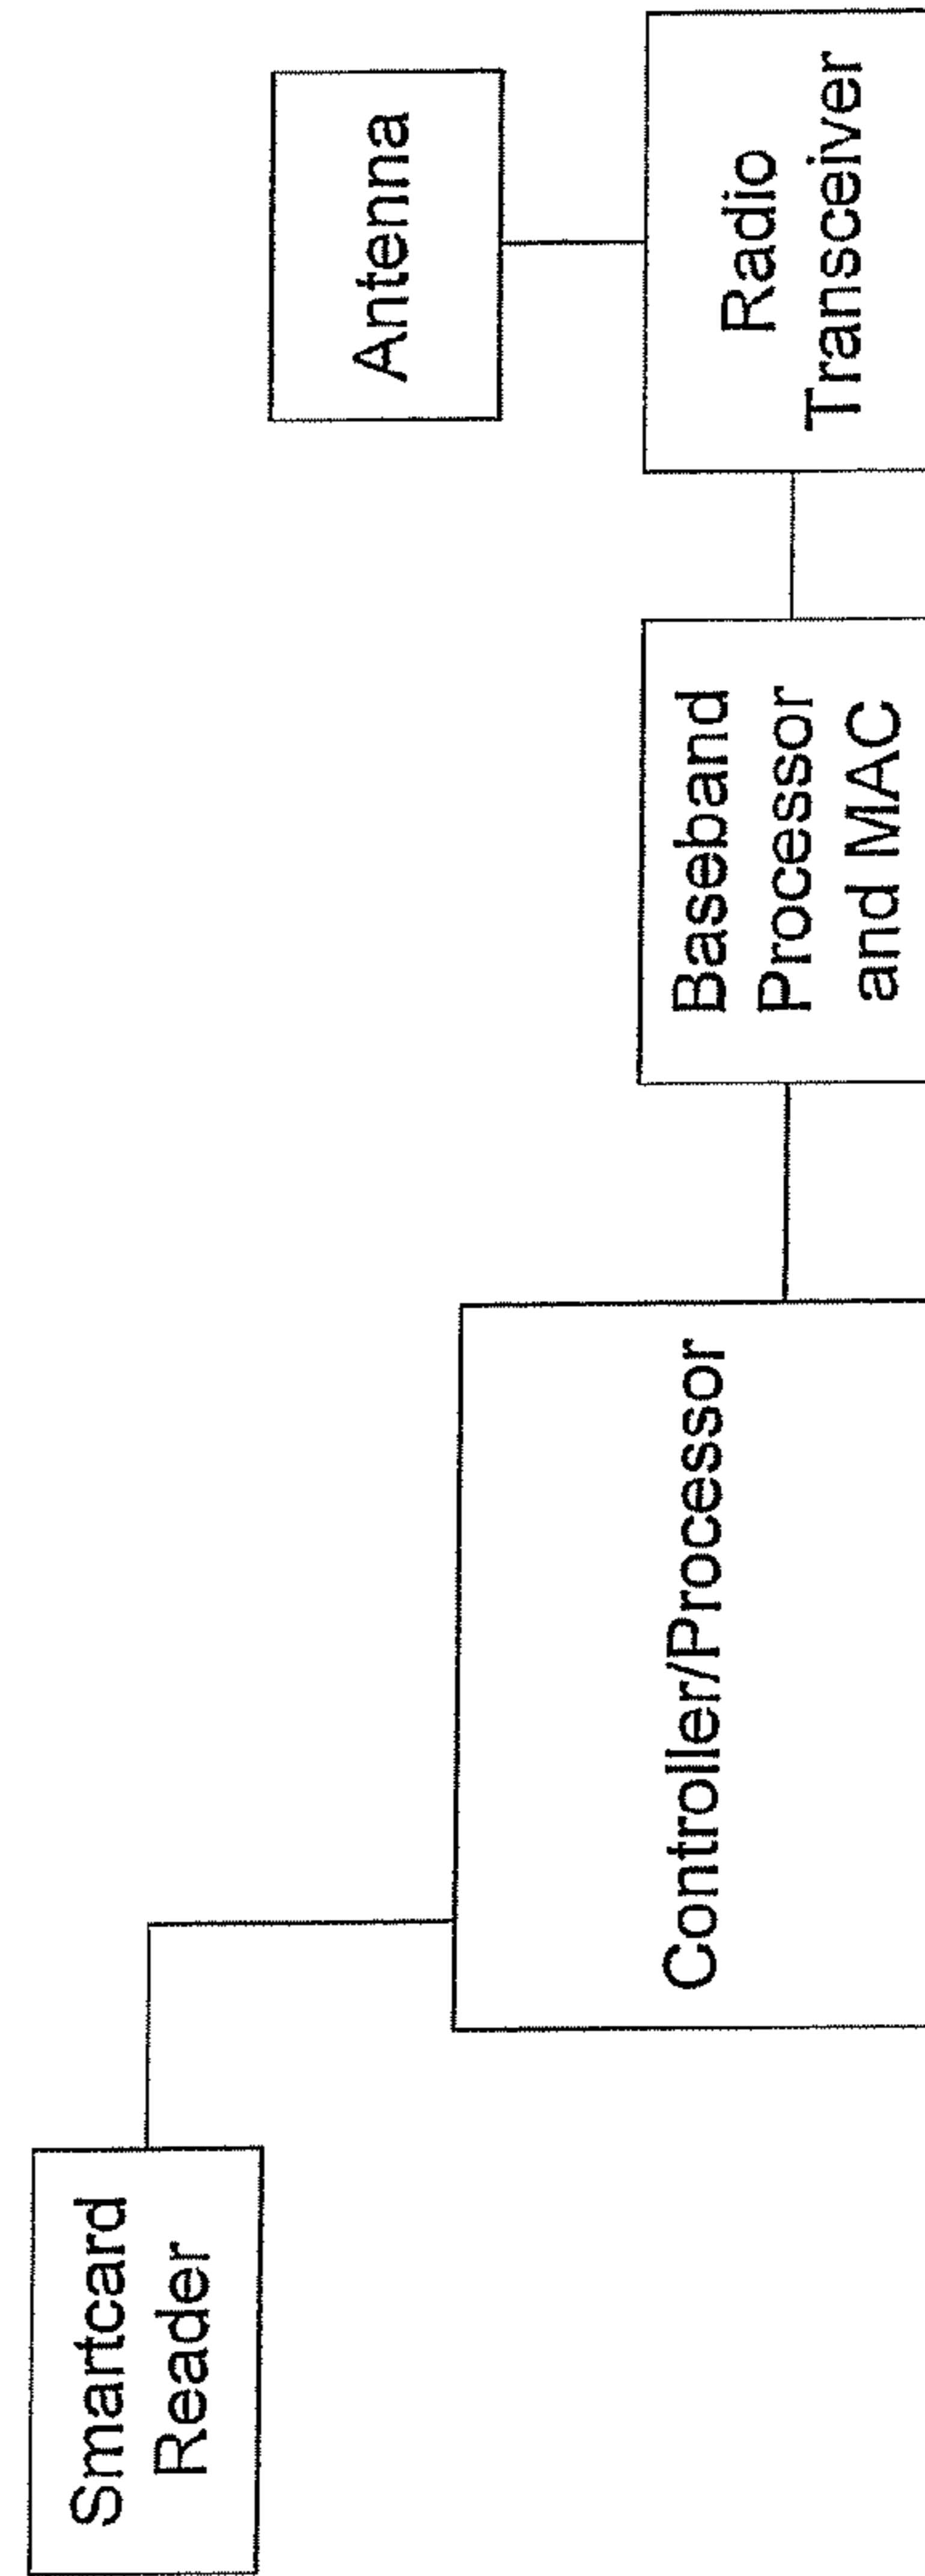 Smartcard
Reader
Controller/Processor
Baseband
Processor
and MAC
Antenna
Radio
Transceiver